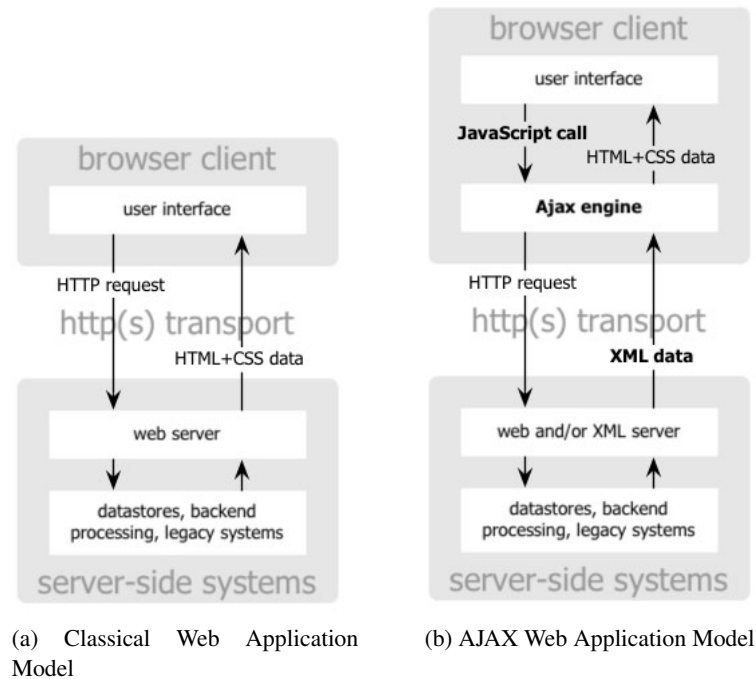 browser client
user interface
HTTP request
http(s) transport
HTML+CSS data
web server
datastores, backend
processing, legacy systems
server-side systems
(a) Classical Web Application
Model
browser client
user interface
JavaScript call
HTML+CSS data
Ajax engine
HTTP request
http(s) transport
XML data
web and/or XML server
datastores, backend
processing, legacy systems
server-side systems
(b) AJAX Web Application Model